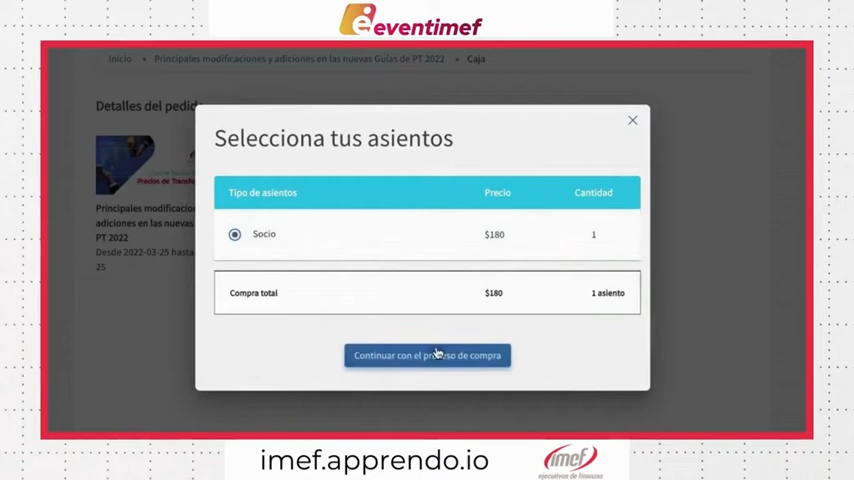 eventimef
Inicio • Principales modificaciones y adiciones en las nuevas Guías de PT 2022 • Caja
Detalles del pedido
Selecciona tus asientos
Tipo de asientos Precio Cantidad
Socio $180 1
Compra total $180 1 asiento
Continuar con el proceso de compra
Precios de Transfe
Principales modificacio
adiciones en las nuevas
PT 2022
Desde 2022-03-25 hasta
25
imef.apprendo.io
imef
ejecutivos de finanzas